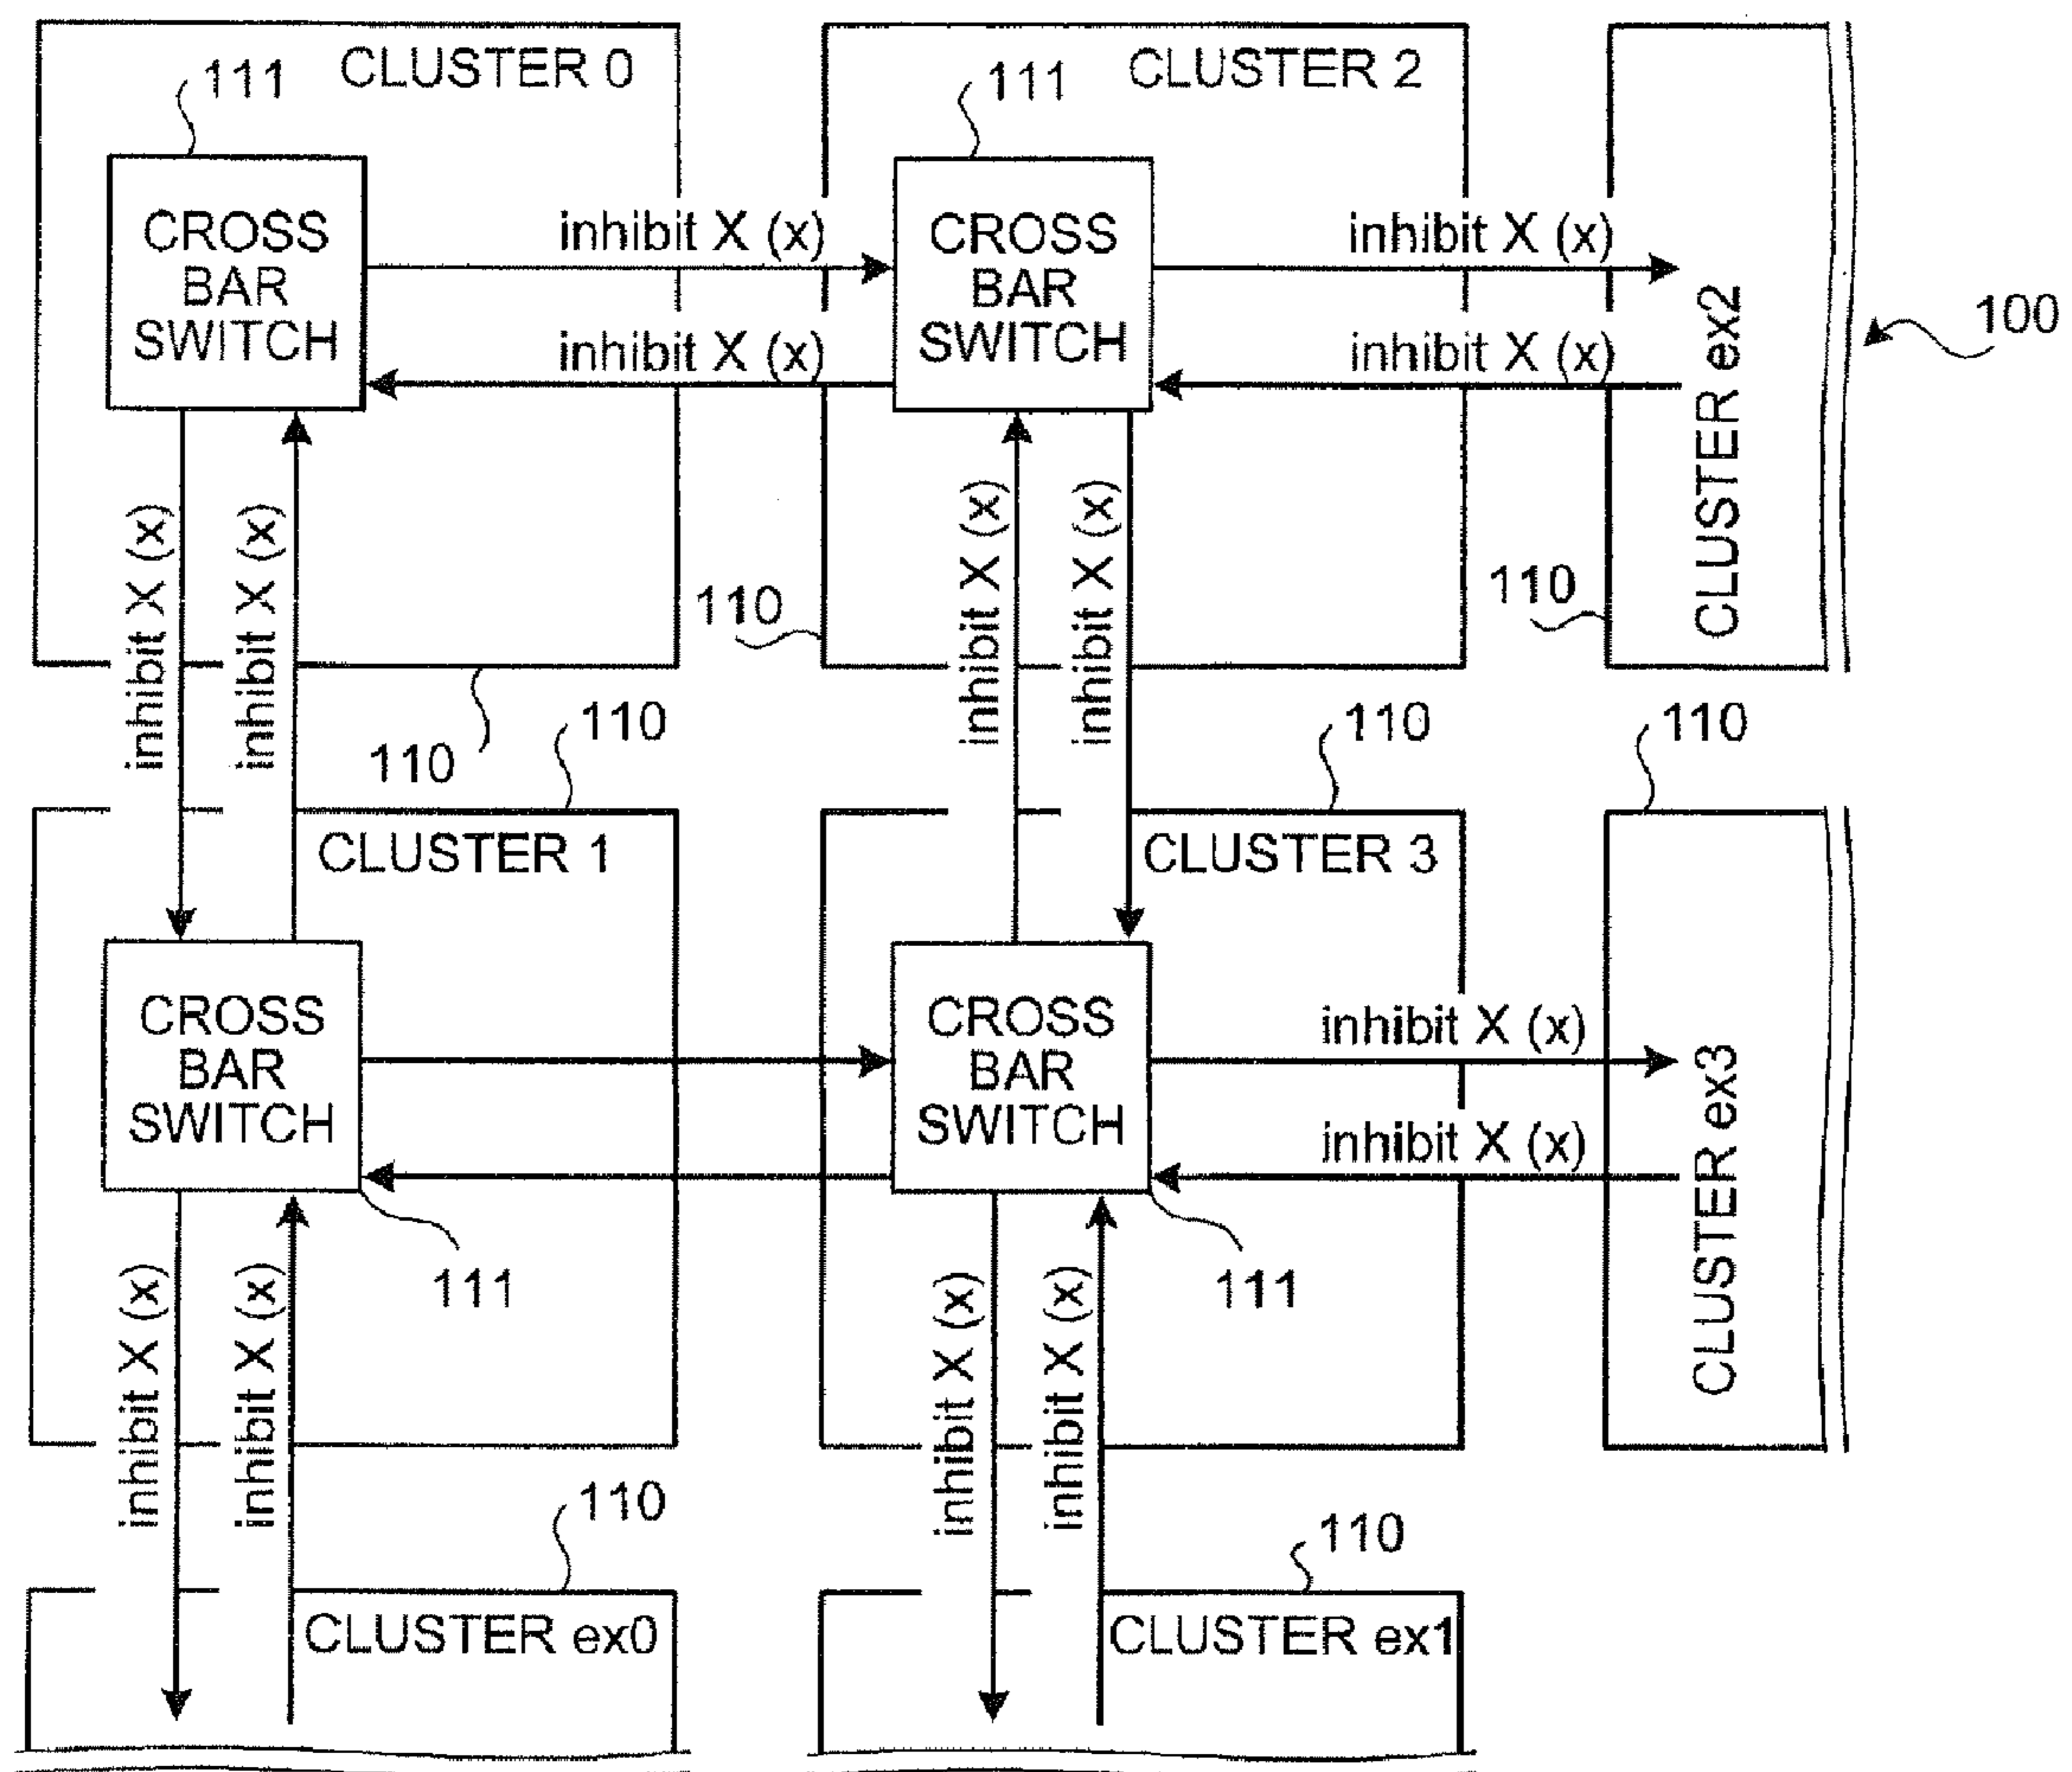 CLUSTER 0
111
CROSS
BAR
SWITCH
inhibit X (x)
inhibit X (x)
CLUSTER 2
111
CROSS
BAR
SWITCH
inhibit X (x)
inhibit X (x)
CLUSTER ex2
100
inhibit X (x)
inhibit X (x)
110
110
inhibit X (x)
inhibit X (x)
110
110
110
110
CLUSTER 1
CROSS
BAR
SWITCH
111
CLUSTER 3
CROSS
BAR
SWITCH
111
inhibit X (x)
inhibit X (x)
CLUSTER ex3
inhibit X (x)
inhibit X (x)
inhibit X (x)
inhibit X (x)
110
CLUSTER ex0
110
CLUSTER ex1